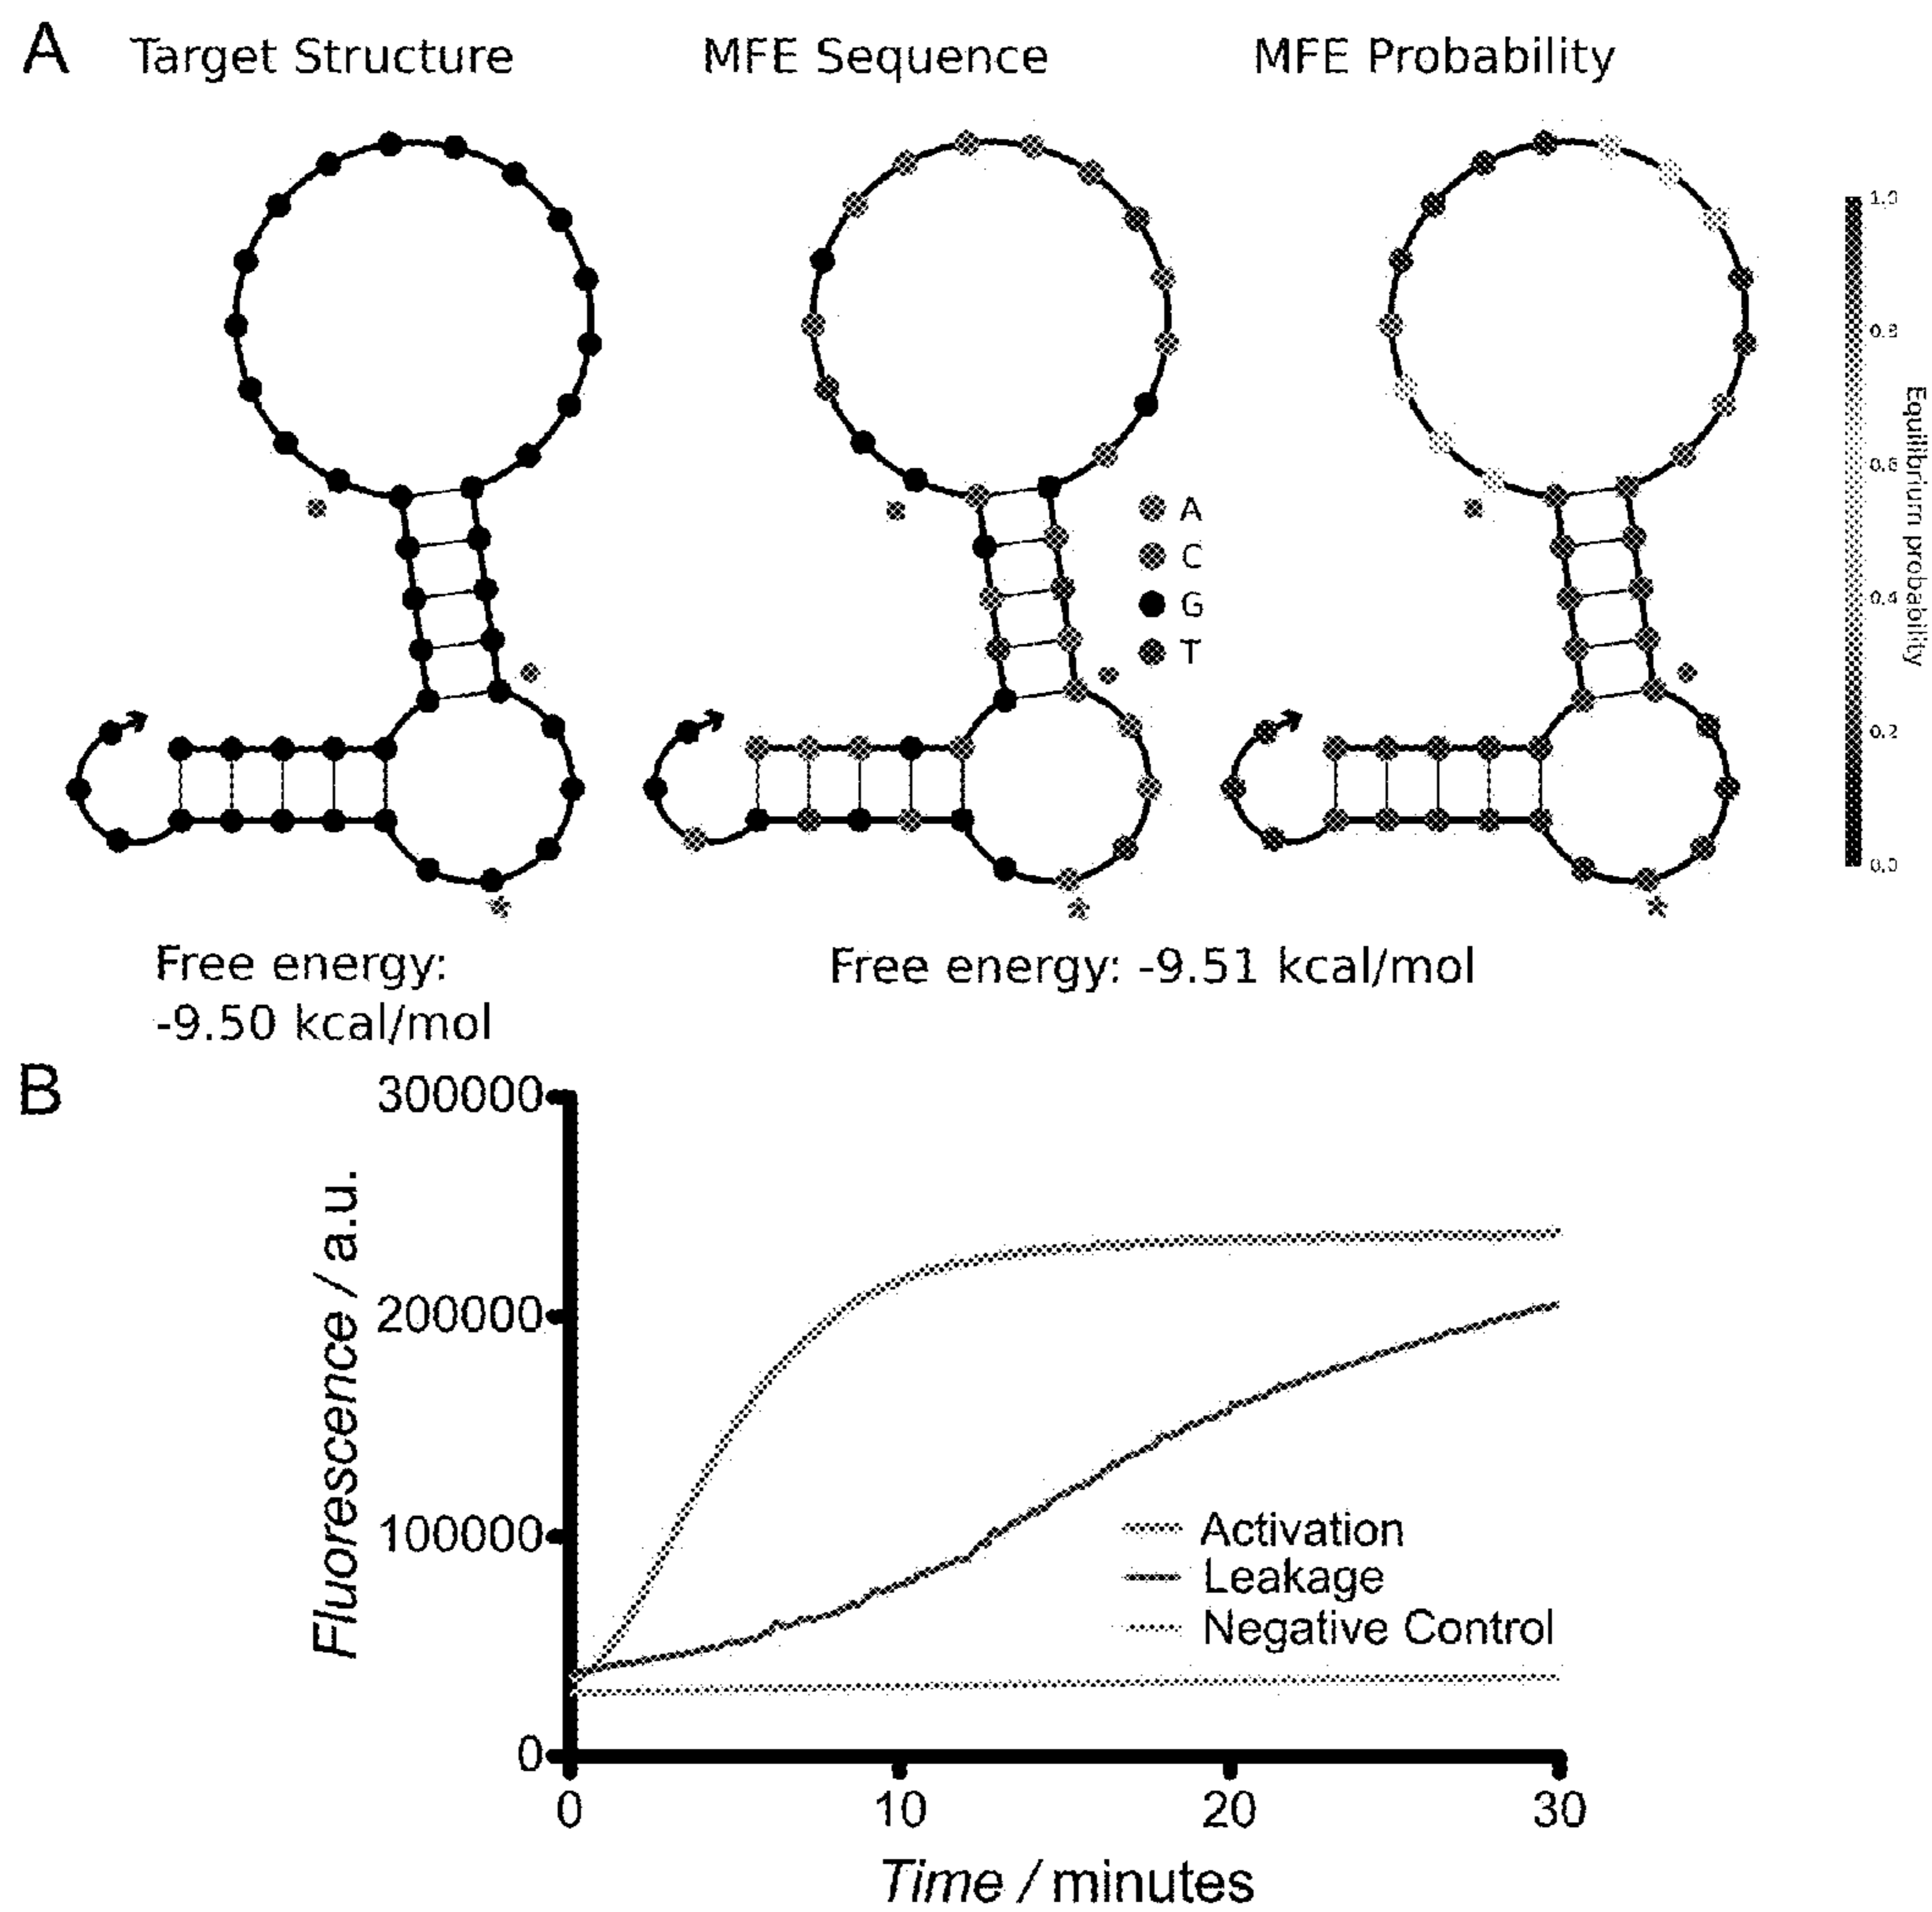 A
Target Structure
MFE Sequence
MFE Probability
1.0
0.8
0.6
0.4
0.2
0.0
Equilibrium probability
A
C
G
T
Free energy:
-9.50 kcal/mol
Free energy: -9.51 kcal/mol
B
300000
200000
100000
0
Fluorescence / a.u.
Activation
Leakage
Negative Control
0
10
20
30
Time / minutes